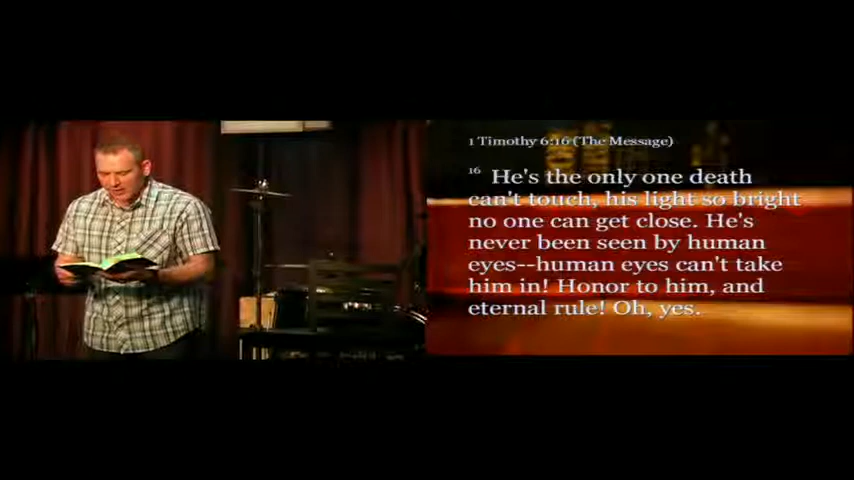 1 Timothy 6:16 (The Message)
16 He's the only one death
can't touch, his light so bright
no one can get close. He's
never been seen by human
eyes--human eyes can't take
him in! Honor to him, and
eternal rule! Oh, yes.